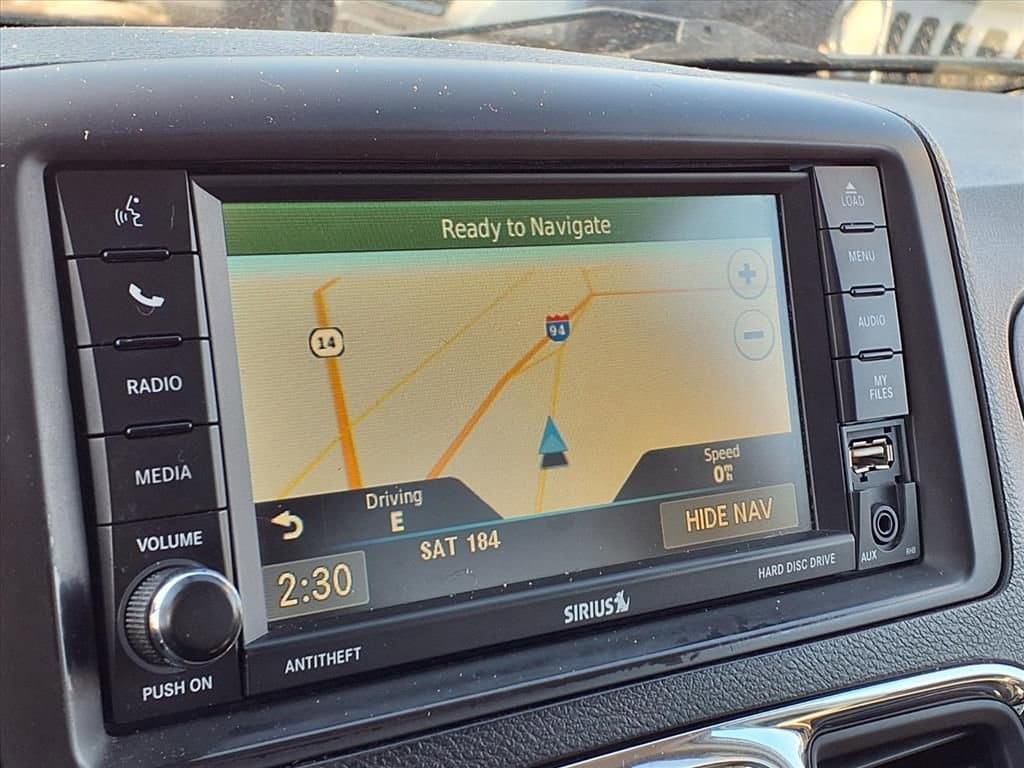 Ready to Navigate
LOAD
MENU
AUDIO
MY
FILES
RADIO
MEDIA
VOLUME
PUSH ON
14
94
+
−
Driving
E
Speed
0 m/h
SAT 184
HIDE NAV
2:30
AUX
RHB
HARD DISC DRIVE
SIRIUS
ANTITHEFT